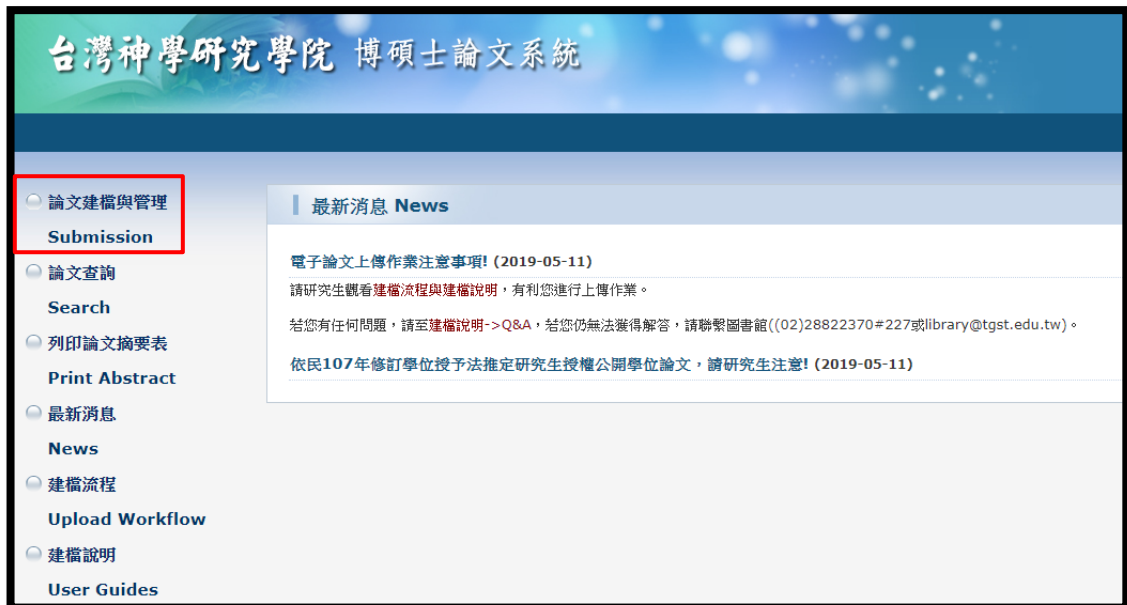 台灣神學研究學院 博碩士論文系統
論文建檔與管理
Submission
論文查詢
Search
列印論文摘要表
Print Abstract
最新消息
News
建檔流程
Upload Workflow
建檔說明
User Guides
最新消息 News
電子論文上傳作業注意事項! (2019-05-11)
請研究生觀看建檔流程與建檔說明，有利您進行上傳作業。
若您有任何問題，請至建檔說明->Q&A，若您仍無法獲得解答，請聯繫圖書館((02)28822370#227或library@tgst.edu.tw)。
依民107年修訂學位授予法推定研究生授權公開學位論文，請研究生注意! (2019-05-11)